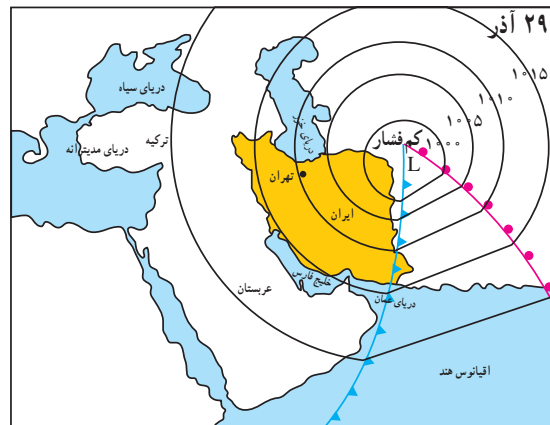 ۲۹ آذر
۱۰۱۵
۱۰۱۰
۱۰۰۵
۱۰۰۰
کم‌فشار
L
دریای سیاه
ترکیه
دریای مدیترانه
دریای خزر
تهران
ایران
خلیج فارس
عربستان
دریای عمان
اقیانوس هند